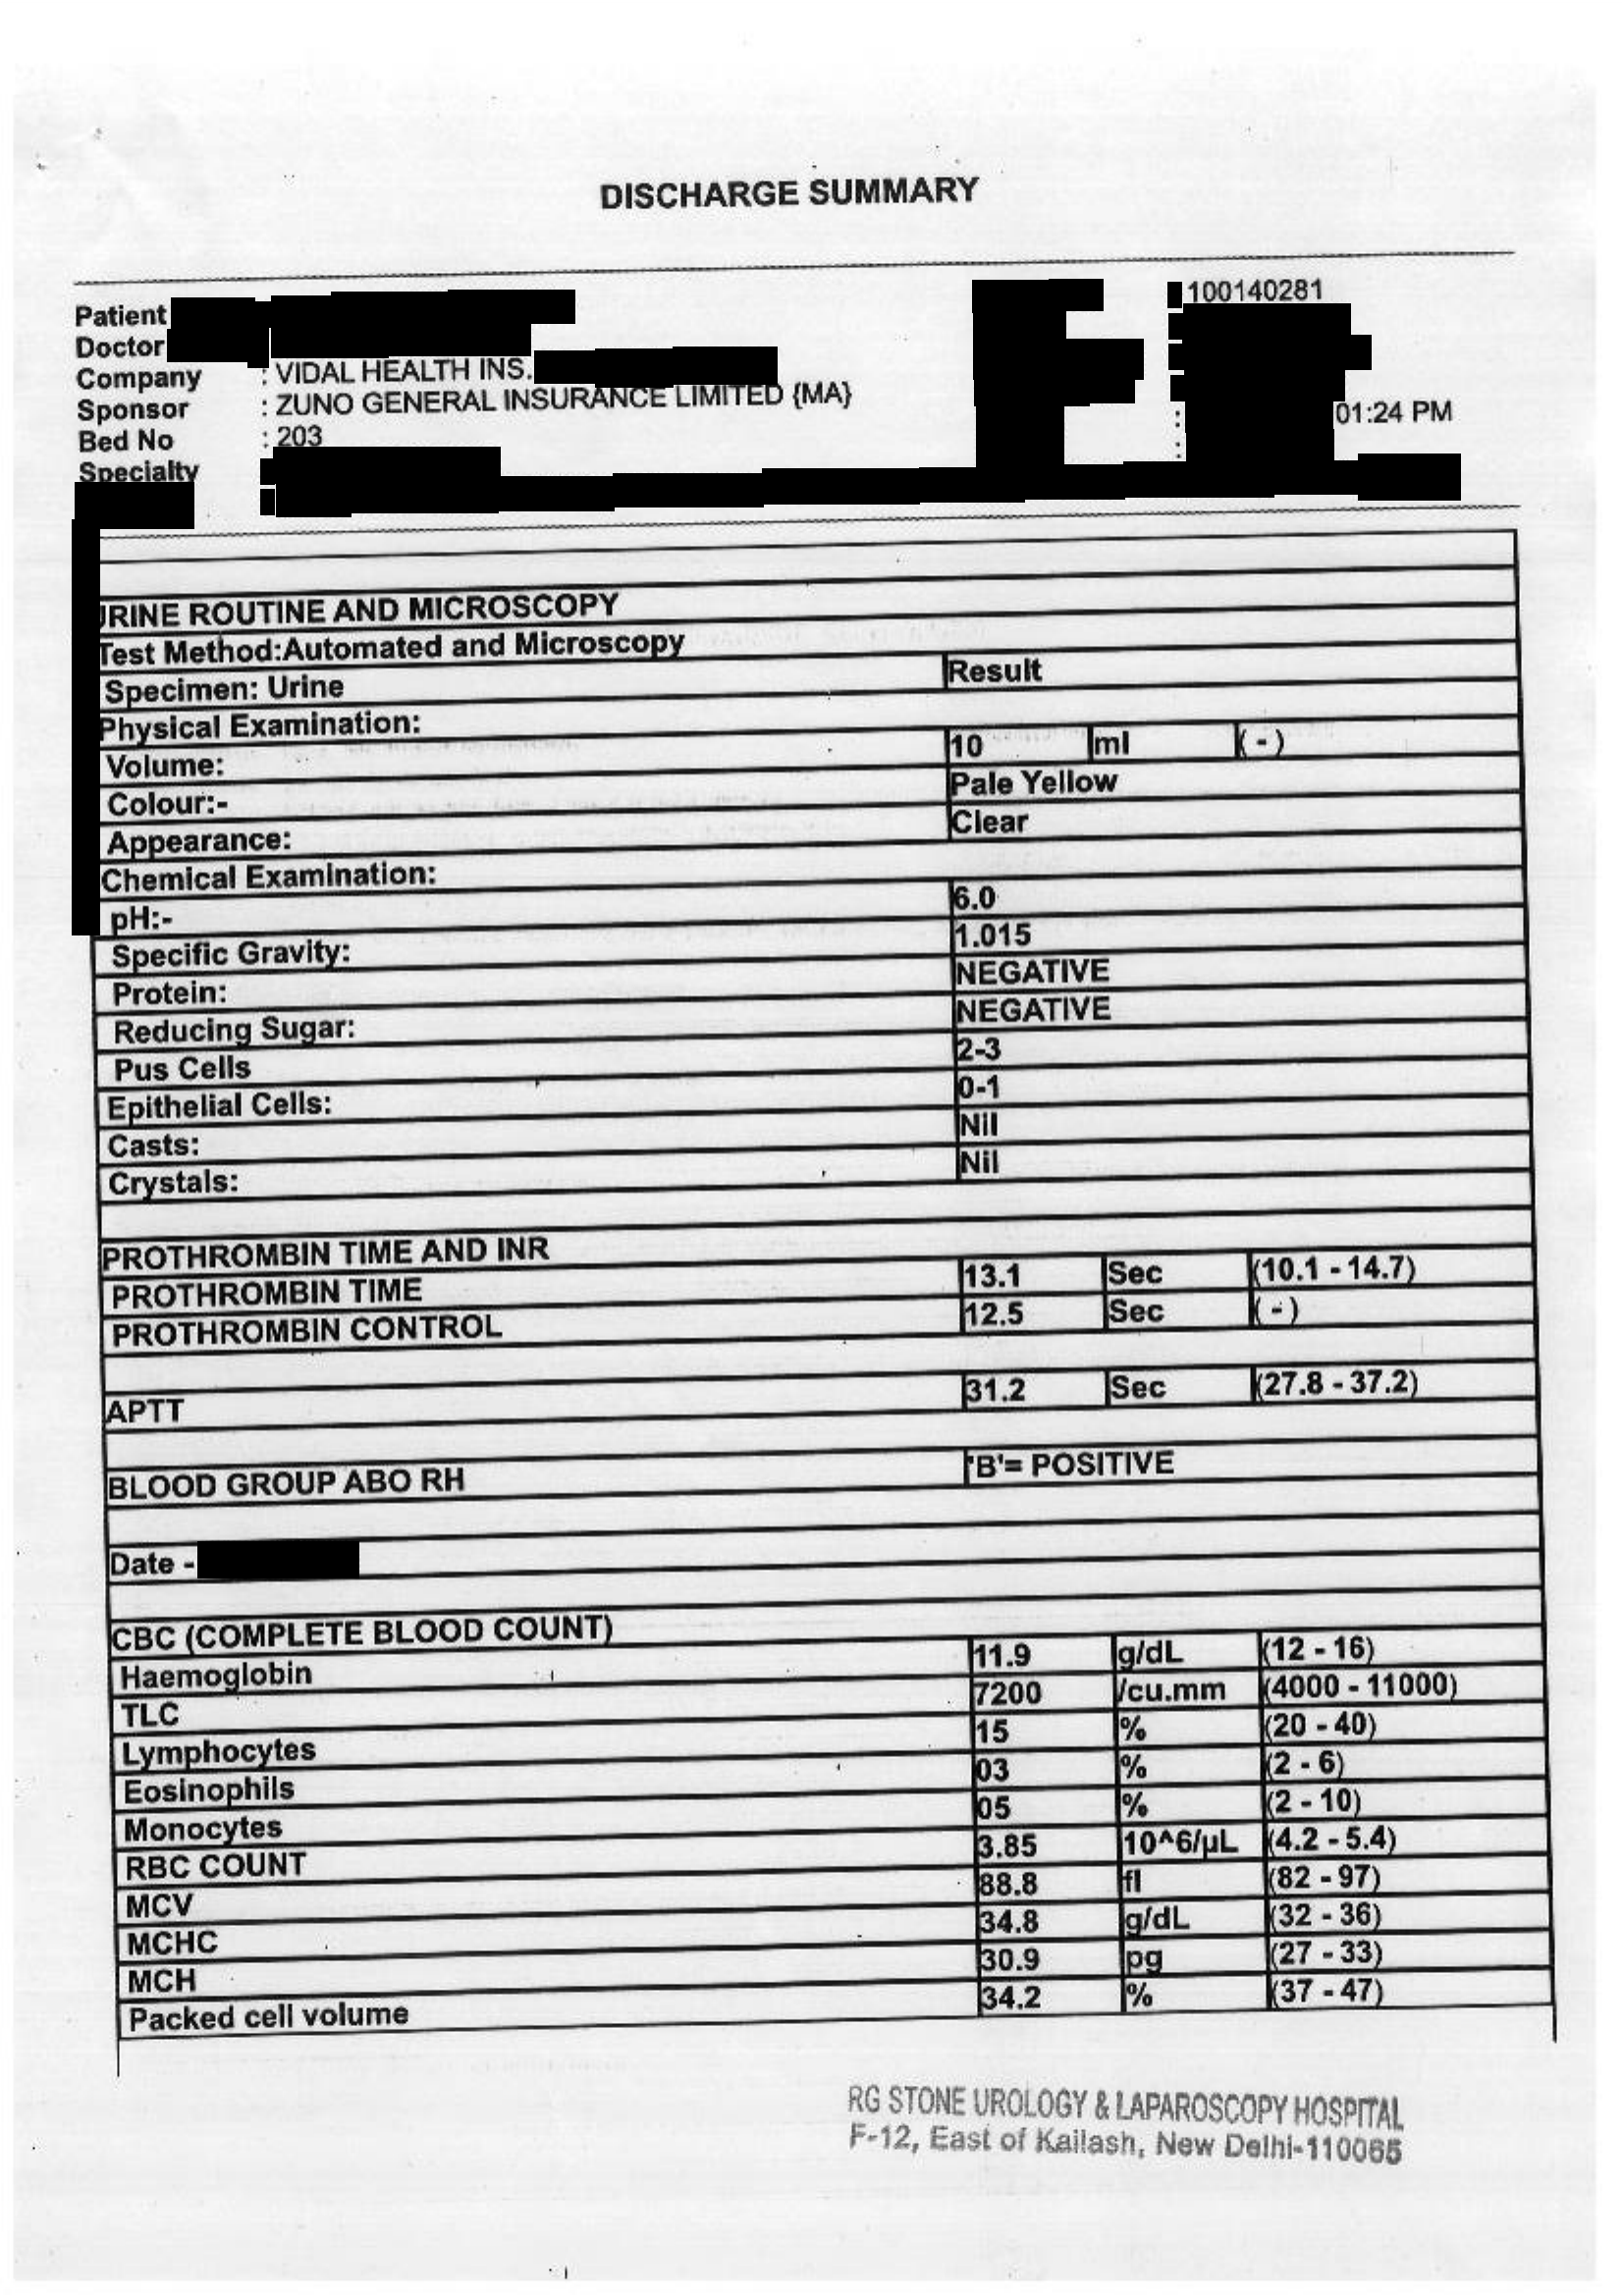 DISCHARGE SUMMARY
Patient 100140281
Doctor
Company : VIDAL HEALTH INS.
Sponsor : ZUNO GENERAL INSURANCE LIMITED {MA}
: 01:24 PM
Bed No : 203
:
Specialty
URINE ROUTINE AND MICROSCOPY
Test Method:Automated and Microscopy
Specimen: Urine Result
Physical Examination:
Volume: 10 ml ( - )
Colour:- Pale Yellow
Appearance: Clear
Chemical Examination:
pH:- 6.0
Specific Gravity: 1.015
Protein: NEGATIVE
Reducing Sugar: NEGATIVE
Pus Cells 2-3
Epithelial Cells: 0-1
Casts: Nil
Crystals: Nil
PROTHROMBIN TIME AND INR
PROTHROMBIN TIME 13.1 Sec (10.1 - 14.7)
PROTHROMBIN CONTROL 12.5 Sec ( - )
APTT 31.2 Sec (27.8 - 37.2)
BLOOD GROUP ABO RH 'B'= POSITIVE
Date -
CBC (COMPLETE BLOOD COUNT)
Haemoglobin 11.9 g/dL (12 - 16)
TLC 7200 /cu.mm (4000 - 11000)
Lymphocytes 15 % (20 - 40)
Eosinophils 03 % (2 - 6)
Monocytes 05 % (2 - 10)
RBC COUNT 3.85 10^6/µL (4.2 - 5.4)
MCV 88.8 fl (82 - 97)
MCHC 34.8 g/dL (32 - 36)
MCH 30.9 pg (27 - 33)
Packed cell volume 34.2 % (37 - 47)
RG STONE UROLOGY & LAPAROSCOPY HOSPITAL
F-12, East of Kailash, New Delhi-110065